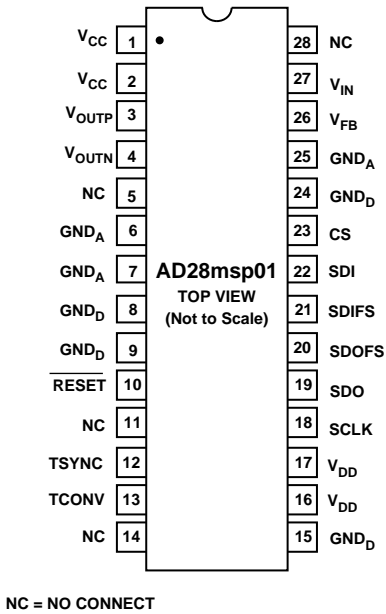 VCC 1 28 NC
VCC 2 27 VIN
VOUTP 3 26 VFB
VOUTN 4 25 GNDA
NC 5 24 GNDD
GNDA 6 23 CS
GNDA 7 AD28msp01 22 SDI
TOP VIEW
GNDD 8 (Not to Scale) 21 SDIFS
GNDD 9 20 SDOFS
RESET 10 19 SDO
NC 11 18 SCLK
TSYNC 12 17 VDD
TCONV 13 16 VDD
NC 14 15 GNDD
NC = NO CONNECT